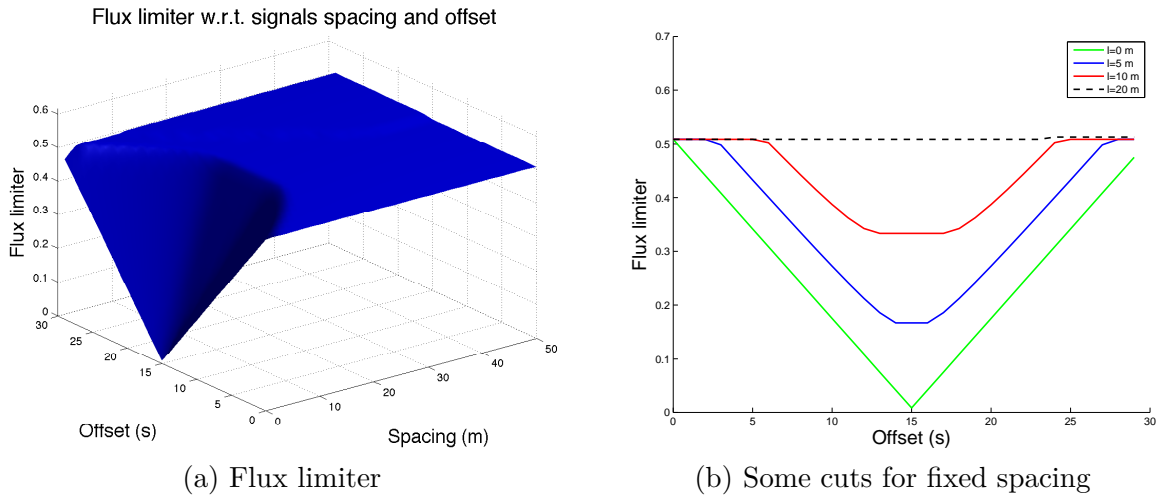 Flux limiter w.r.t. signals spacing and offset
0.6
0.5
0.4
0.3
0.2
0.1
0
Flux limiter
30
25
20
15
10
5
0
Offset (s)
0
10
20
30
40
50
Spacing (m)
(a) Flux limiter
0.7
0.6
0.5
0.4
0.3
0.2
0.1
0
Flux limiter
0
5
10
15
20
25
30
Offset (s)
l=0 m
l=5 m
l=10 m
l=20 m
(b) Some cuts for fixed spacing